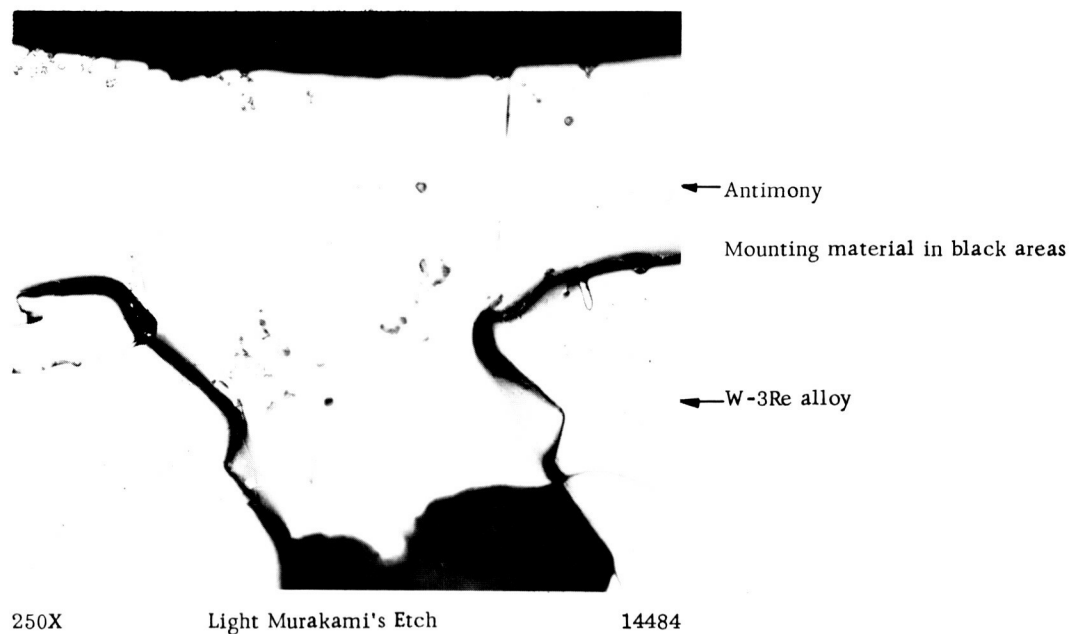 Antimony
Mounting material in black areas
W-3Re alloy
250X Light Murakami's Etch 14484